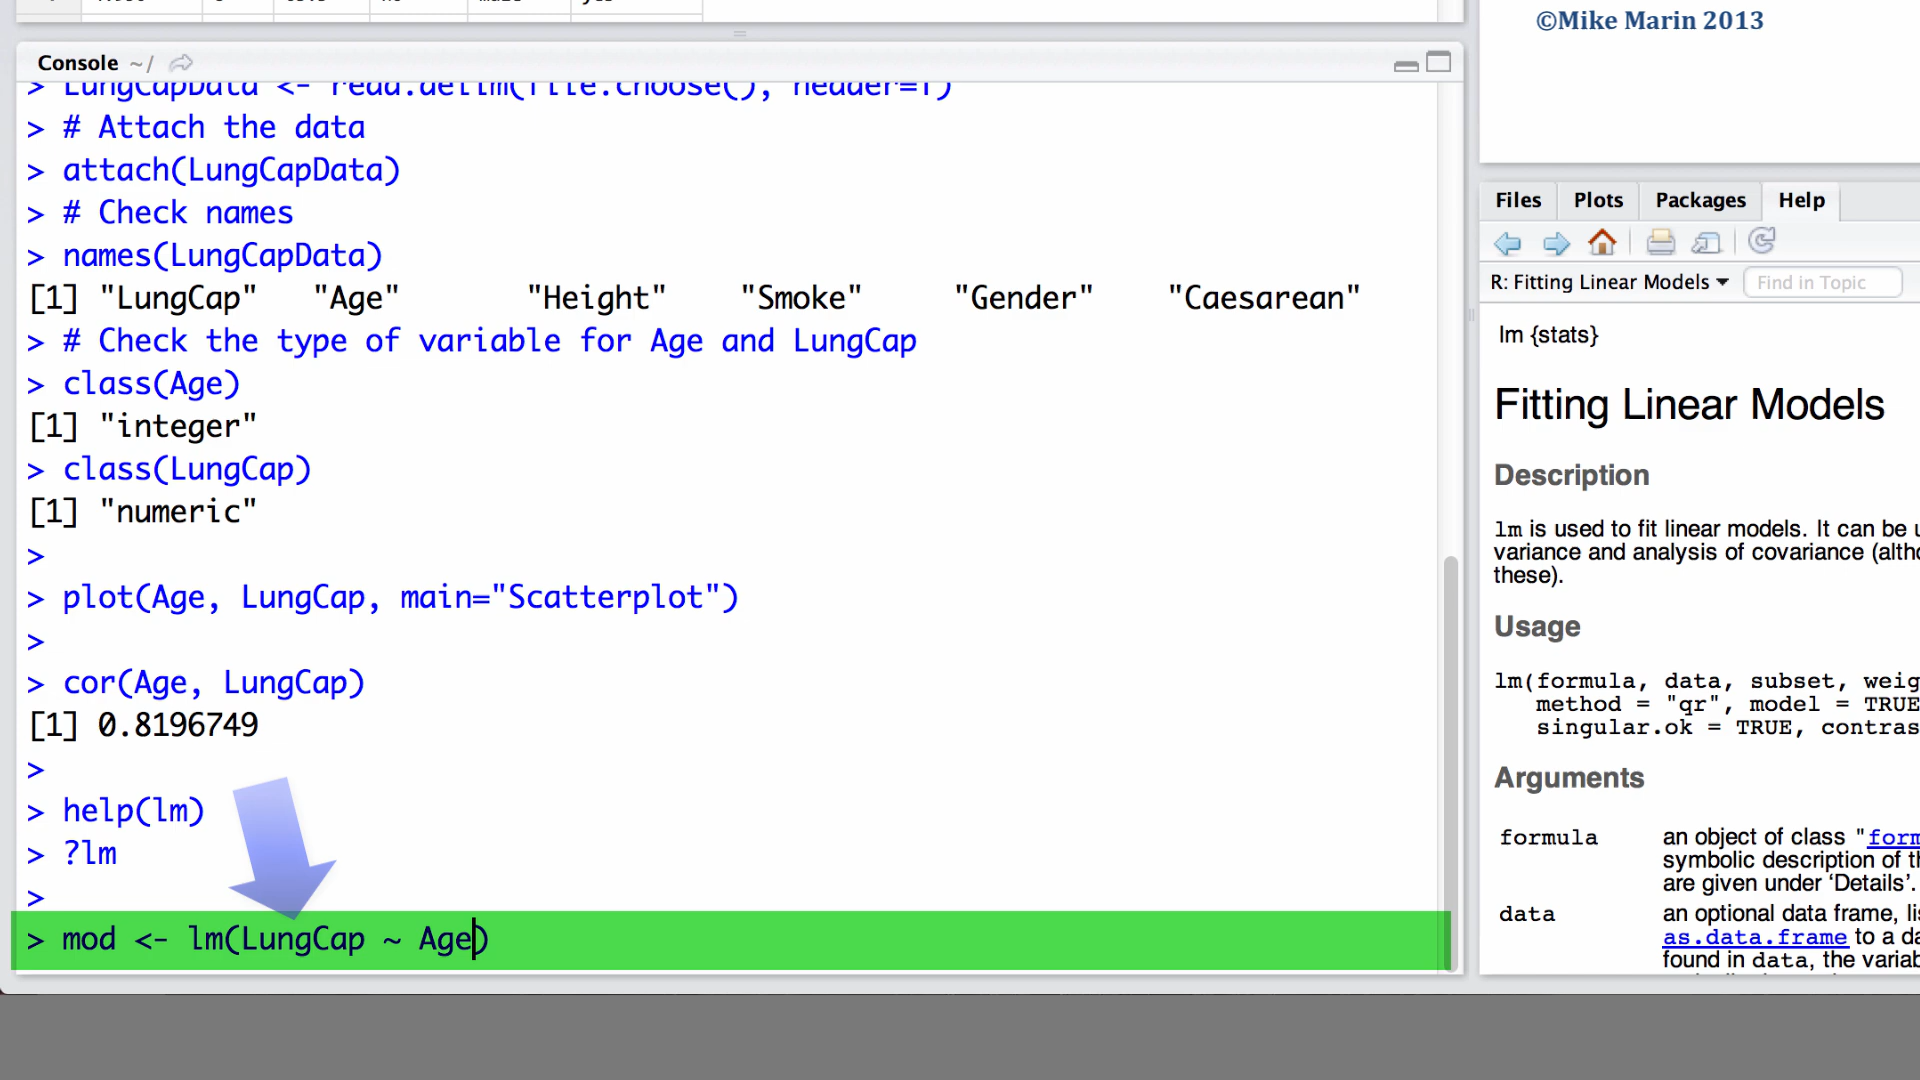 ©Mike Marin 2013
Console ~/
> LungCapData <- read.delim(file.choose(), header=T)
> # Attach the data
> attach(LungCapData)
> # Check names
> names(LungCapData)
[1] "LungCap" "Age" "Height" "Smoke" "Gender" "Caesarean"
> # Check the type of variable for Age and LungCap
> class(Age)
[1] "integer"
> class(LungCap)
[1] "numeric"
>
> plot(Age, LungCap, main="Scatterplot")
>
> cor(Age, LungCap)
[1] 0.8196749
>
> help(lm)
> ?lm
>
> mod <- lm(LungCap ~ Age)
Files Plots Packages Help
R: Fitting Linear Models
Find in Topic
lm {stats}
Fitting Linear Models
Description
lm is used to fit linear models. It can be
variance and analysis of covariance
these).
Usage
lm(formula, data, subset,
method = "qr", model = TRUE
singular.ok = TRUE,
Arguments
formula an object of class "
symbolic description of
are given under ‘Details’.
data an optional data frame,
as.data.frame to a
found in data, the